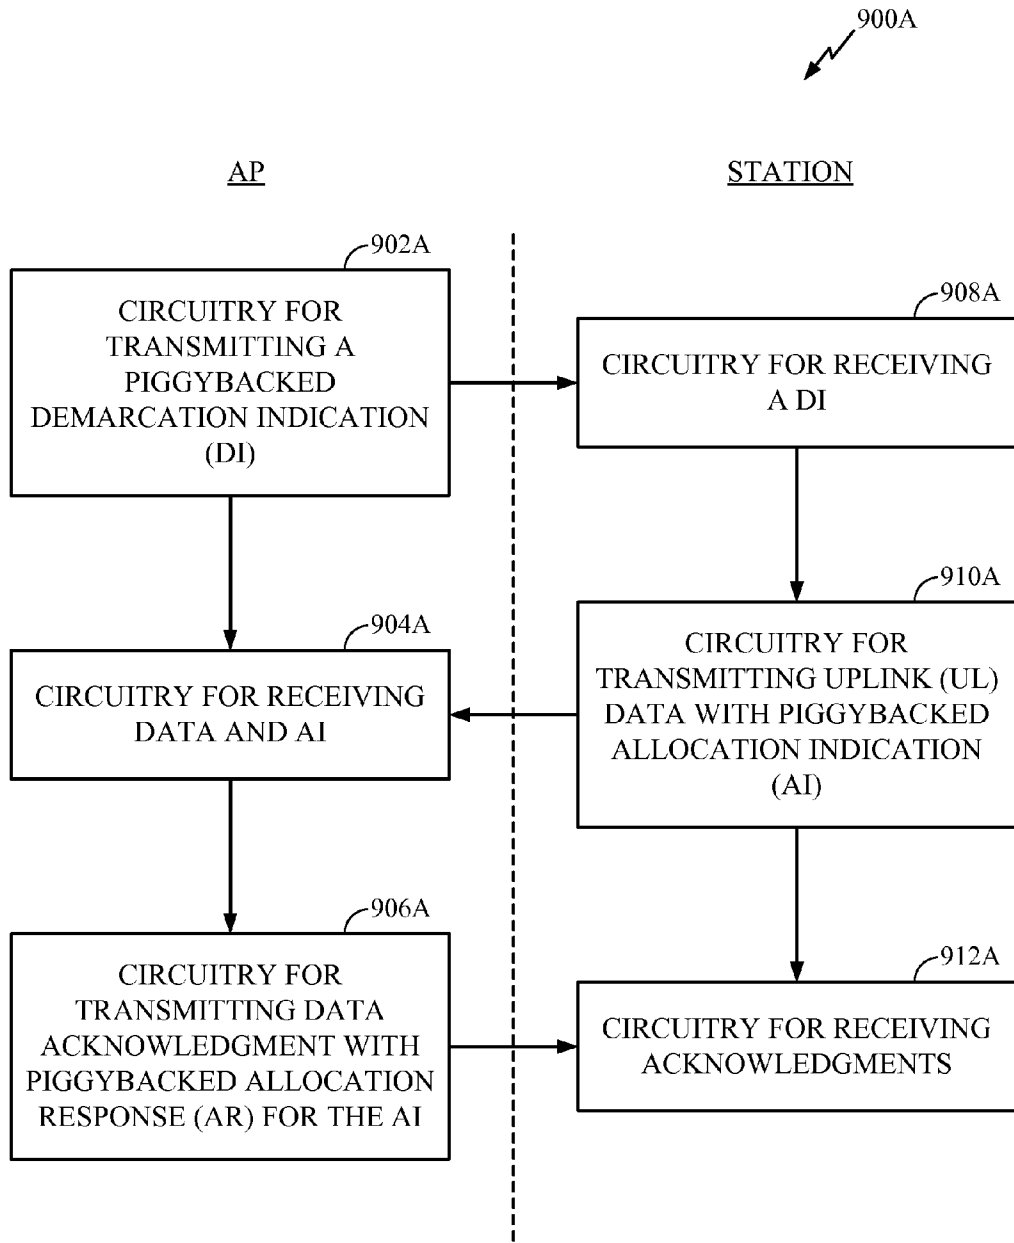 900A
AP
STATION
902A
CIRCUITRY FOR
TRANSMITTING A
PIGGYBACKED
DEMARCATION INDICATION
(DI)
908A
CIRCUITRY FOR RECEIVING
A DI
910A
CIRCUITRY FOR
TRANSMITTING UPLINK (UL)
DATA WITH PIGGYBACKED
ALLOCATION INDICATION
(AI)
904A
CIRCUITRY FOR RECEIVING
DATA AND AI
906A
CIRCUITRY FOR
TRANSMITTING DATA
ACKNOWLEDGMENT WITH
PIGGYBACKED ALLOCATION
RESPONSE (AR) FOR THE AI
912A
CIRCUITRY FOR RECEIVING
ACKNOWLEDGMENTS